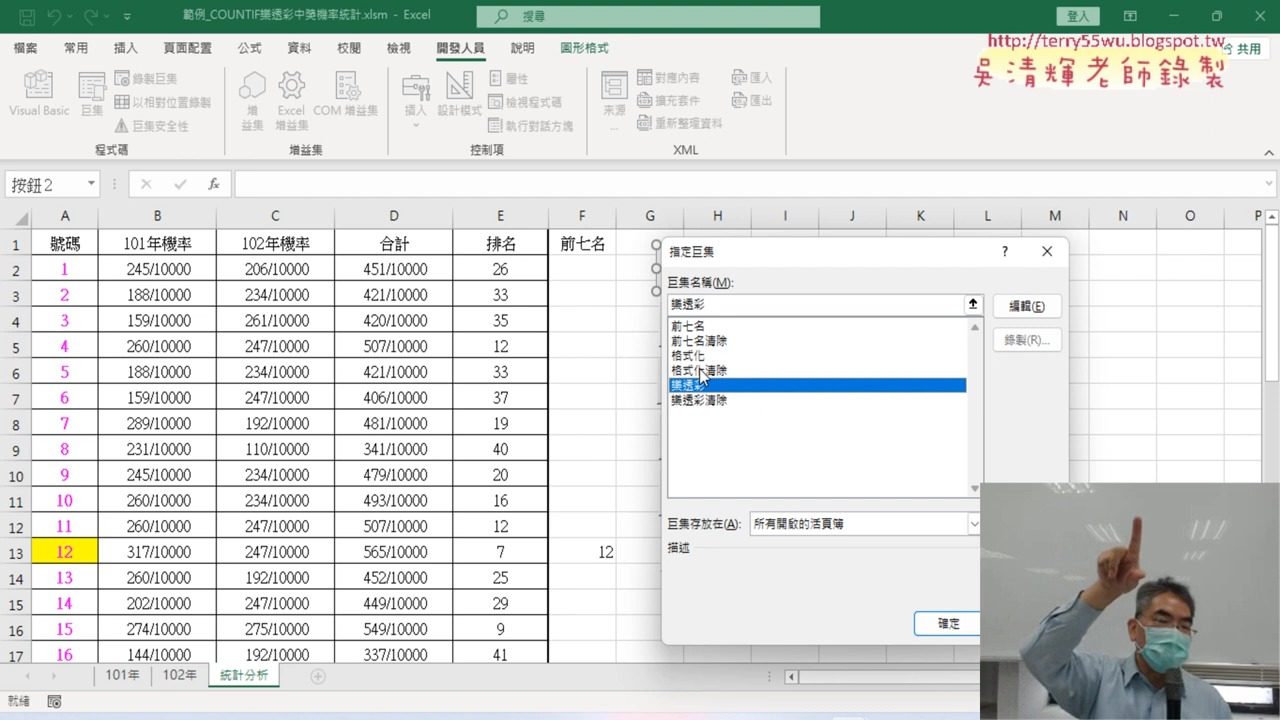 範例_COUNTIF樂透彩中獎機率統計.xlsm - Excel
搜尋
登入
檔案 常用 插入 頁面配置 公式 資料 校閱 檢視 開發人員 說明 圖形格式
共用
http://terry55wu.blogspot.tw
吳清輝老師錄製
Visual Basic 巨集 錄製巨集 以相對位置錄製 巨集安全性
程式碼
增益集 Excel 增益集 COM 增益集
增益集
插入 設計模式 屬性 檢視程式碼 執行對話方塊
控制項
來源 ... 對應內容 擴充套件 重新整理資料 匯入 匯出
XML
按鈕 2 fx
A B C D E F G H I J K L M N O P
1 號碼 101年機率 102年機率 合計 排名 前七名
2 1 245/10000 206/10000 451/10000 26
3 2 188/10000 234/10000 421/10000 33
4 3 159/10000 261/10000 420/10000 35
5 4 260/10000 247/10000 507/10000 12
6 5 188/10000 234/10000 421/10000 33
7 6 159/10000 247/10000 406/10000 37
8 7 289/10000 192/10000 481/10000 19
9 8 231/10000 110/10000 341/10000 40
10 9 245/10000 234/10000 479/10000 20
11 10 260/10000 234/10000 493/10000 16
12 11 260/10000 247/10000 507/10000 12
13 12 317/10000 247/10000 565/10000 7 12
14 13 260/10000 192/10000 452/10000 25
15 14 202/10000 247/10000 449/10000 29
16 15 274/10000 275/10000 549/10000 9
17 16 144/10000 192/10000 337/10000 41
指定巨集 ?
巨集名稱(M):
樂透彩
編輯(E)
錄製(R)...
前七名
前七名清除
格式化
格式化清除
樂透彩
樂透彩清除
巨集存放在(A): 所有開啟的活頁簿
描述
確定
101年 102年 統計分析
就緒